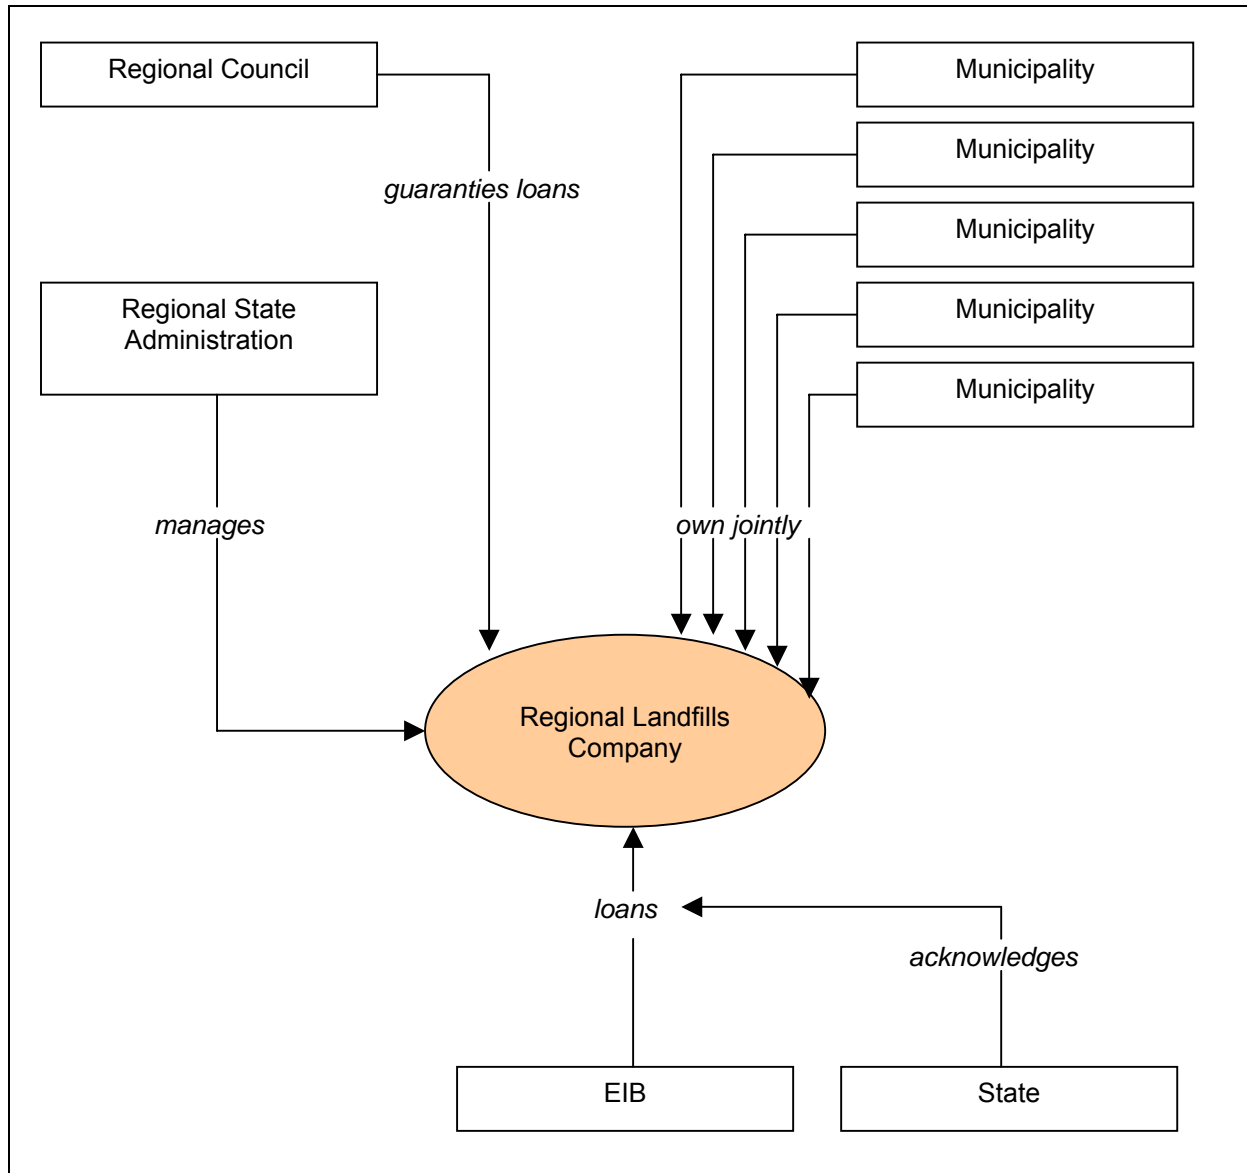 Regional Council
Municipality
Municipality
guaranties loans
Municipality
Regional State
Administration
Municipality
Municipality
manages
own jointly
Regional Landfills
Company
loans
acknowledges
EIB
State